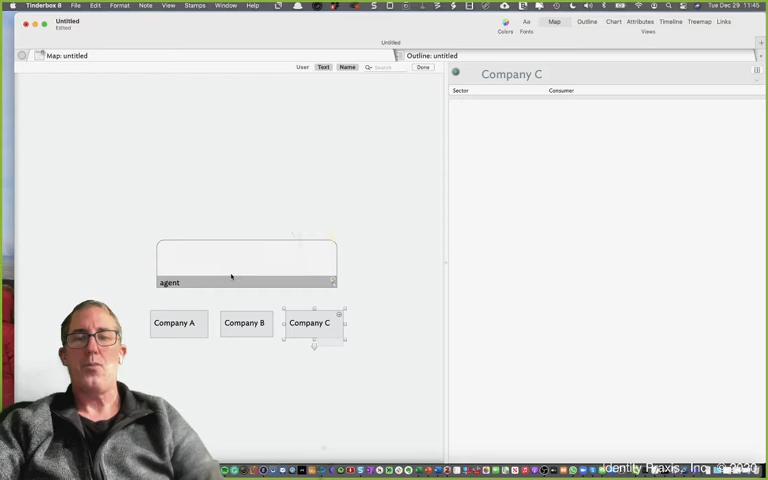 Tinderbox 8 File Edit Format View Note Stamps Window Help Tue Dec 29 11:45
Untitled
Edited
Colors Fonts
Map Outline Chart Attributes Timeline Treemap Links
Views
Untitled
Map: untitled
Outline: untitled
User Text Name Search Done
Company C
Sector Consumer
agent
Company A Company B Company C
Identity Praxis, Inc. © 2020